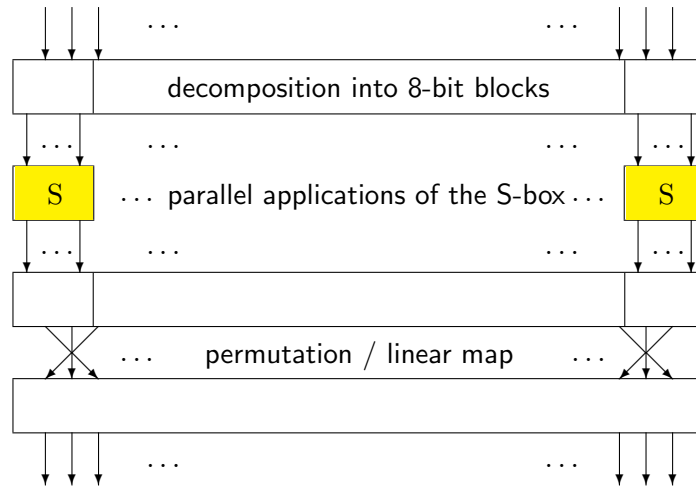 ... ...
decomposition into 8-bit blocks
... ... ... ...
S ... parallel applications of the S-box ... S
... ... ... ...
... permutation / linear map ...
... ...